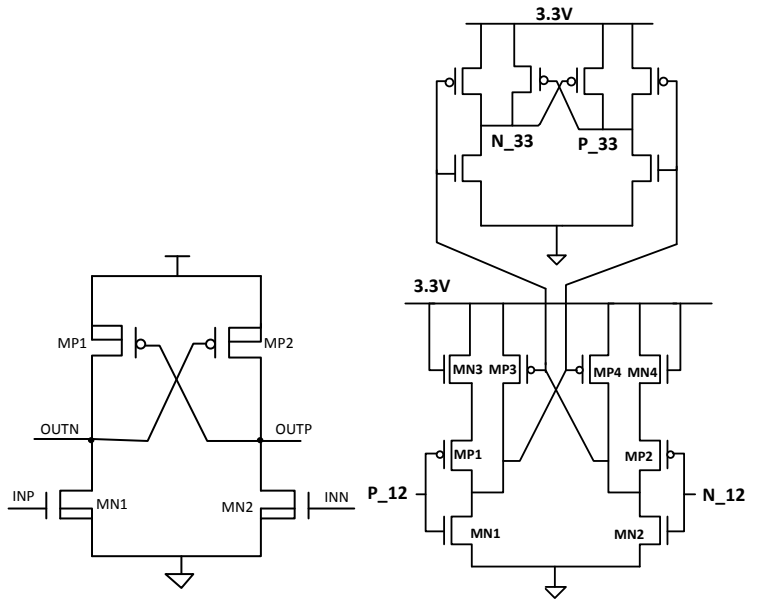 3.3V
N_33
P_33
3.3V
MP1
MP2
MN3
MP3
MP4
MN4
OUTN
OUTP
MP1
MP2
INP
MN1
MN2
INN
P_12
N_12
MN1
MN2